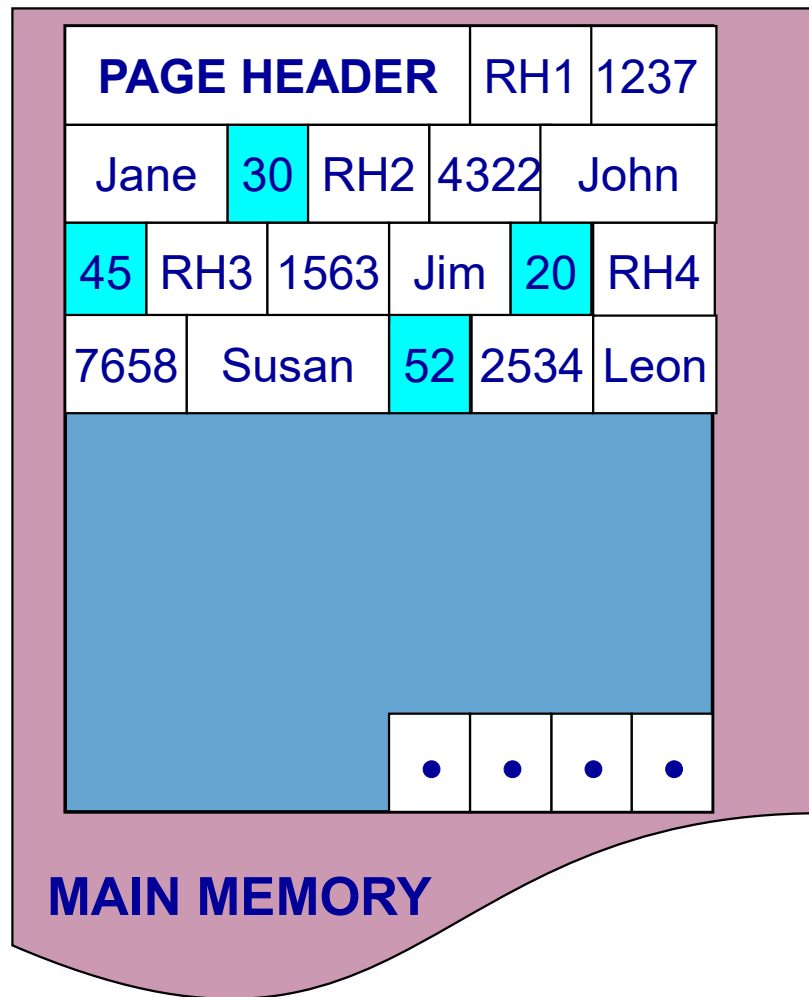 PAGE HEADER RH1 1237
Jane 30 RH2 4322 John
45 RH3 1563 Jim 20 RH4
7658 Susan 52 2534 Leon
MAIN MEMORY